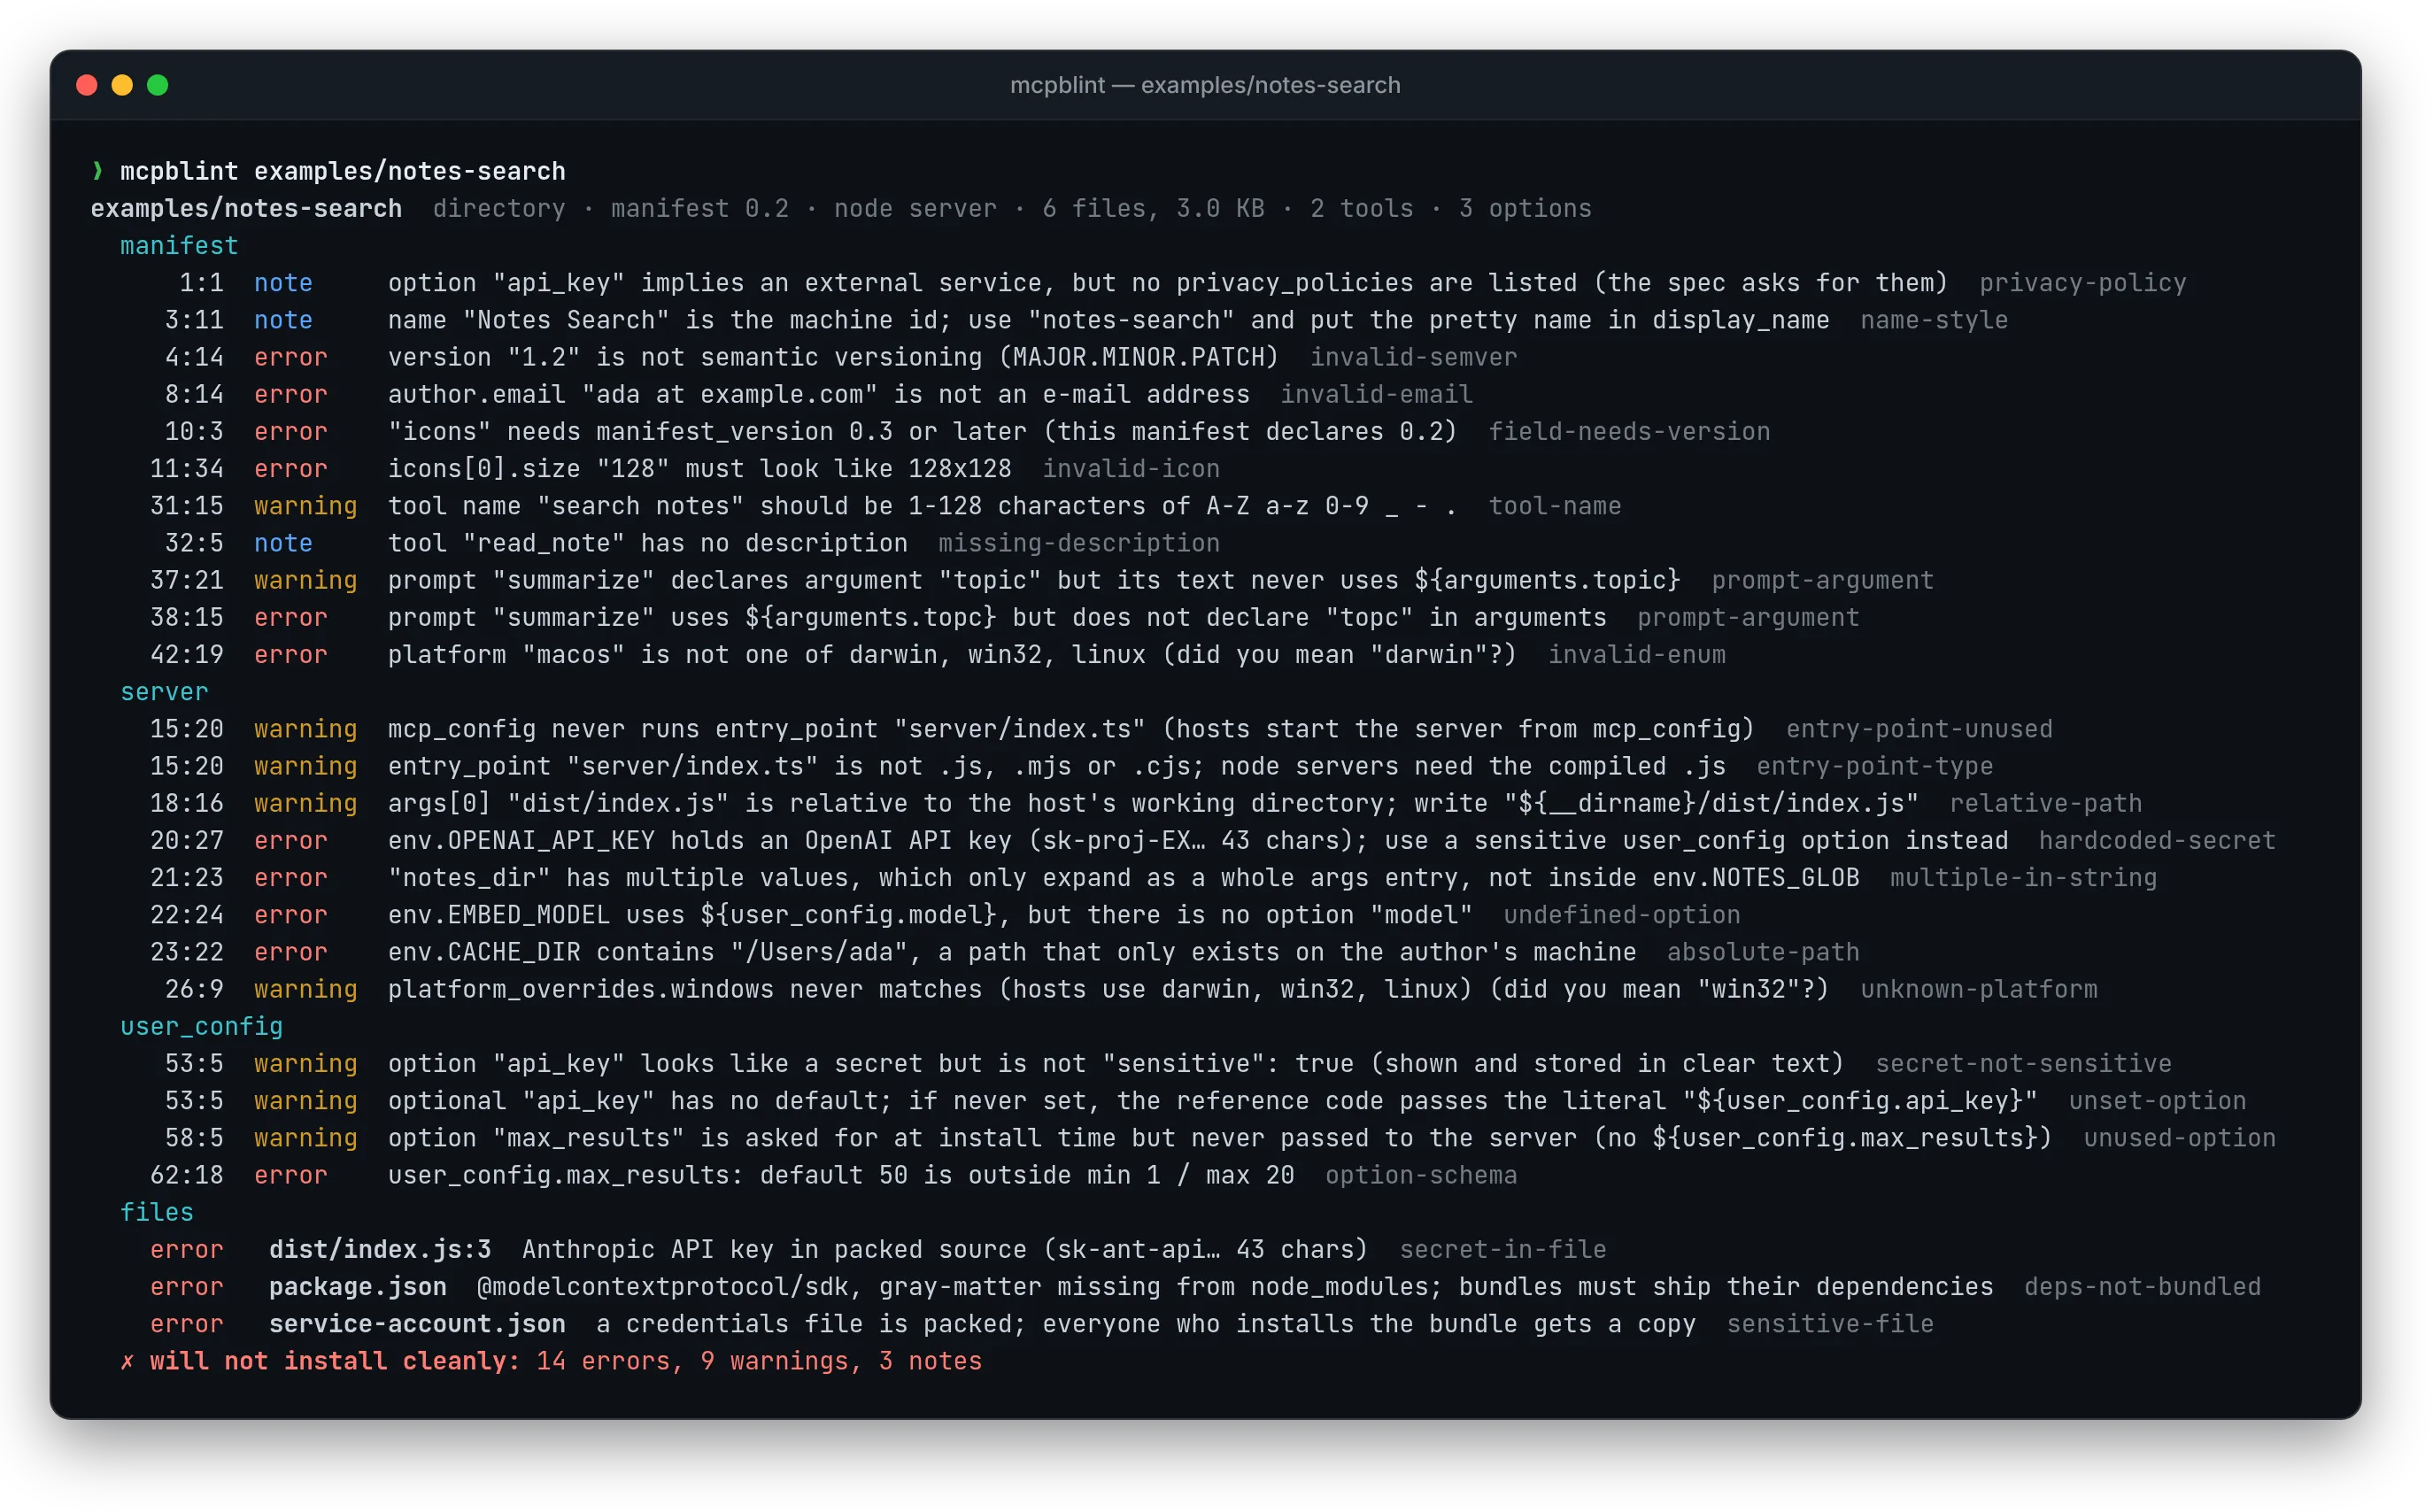 mcpblint — examples/notes-search
❯ mcpblint examples/notes-search
examples/notes-search  directory · manifest 0.2 · node server · 6 files, 3.0 KB · 2 tools · 3 options
manifest
1:1  note     option "api_key" implies an external service, but no privacy_policies are listed (the spec asks for them)  privacy-policy
3:11  note     name "Notes Search" is the machine id; use "notes-search" and put the pretty name in display_name  name-style
4:14  error    version "1.2" is not semantic versioning (MAJOR.MINOR.PATCH)  invalid-semver
8:14  error    author.email "ada at example.com" is not an e-mail address  invalid-email
10:3  error    "icons" needs manifest_version 0.3 or later (this manifest declares 0.2)  field-needs-version
11:34  error    icons[0].size "128" must look like 128x128  invalid-icon
31:15  warning  tool name "search notes" should be 1-128 characters of A-Z a-z 0-9 _ - .  tool-name
32:5  note     tool "read_note" has no description  missing-description
37:21  warning  prompt "summarize" declares argument "topic" but its text never uses ${arguments.topic}  prompt-argument
38:15  error    prompt "summarize" uses ${arguments.topc} but does not declare "topc" in arguments  prompt-argument
42:19  error    platform "macos" is not one of darwin, win32, linux (did you mean "darwin"?)  invalid-enum
server
15:20  warning  mcp_config never runs entry_point "server/index.ts" (hosts start the server from mcp_config)  entry-point-unused
15:20  warning  entry_point "server/index.ts" is not .js, .mjs or .cjs; node servers need the compiled .js  entry-point-type
18:16  warning  args[0] "dist/index.js" is relative to the host's working directory; write "${__dirname}/dist/index.js"  relative-path
20:27  error    env.OPENAI_API_KEY holds an OpenAI API key (sk-proj-EX… 43 chars); use a sensitive user_config option instead  hardcoded-secret
21:23  error    "notes_dir" has multiple values, which only expand as a whole args entry, not inside env.NOTES_GLOB  multiple-in-string
22:24  error    env.EMBED_MODEL uses ${user_config.model}, but there is no option "model"  undefined-option
23:22  error    env.CACHE_DIR contains "/Users/ada", a path that only exists on the author's machine  absolute-path
26:9  warning  platform_overrides.windows never matches (hosts use darwin, win32, linux) (did you mean "win32"?)  unknown-platform
user_config
53:5  warning  option "api_key" looks like a secret but is not "sensitive": true (shown and stored in clear text)  secret-not-sensitive
53:5  warning  optional "api_key" has no default; if never set, the reference code passes the literal "${user_config.api_key}"  unset-option
58:5  warning  option "max_results" is asked for at install time but never passed to the server (no ${user_config.max_results})  unused-option
62:18  error    user_config.max_results: default 50 is outside min 1 / max 20  option-schema
files
error   dist/index.js:3  Anthropic API key in packed source (sk-ant-api… 43 chars)  secret-in-file
error   package.json  @modelcontextprotocol/sdk, gray-matter missing from node_modules; bundles must ship their dependencies  deps-not-bundled
error   service-account.json  a credentials file is packed; everyone who installs the bundle gets a copy  sensitive-file
✗ will not install cleanly: 14 errors, 9 warnings, 3 notes